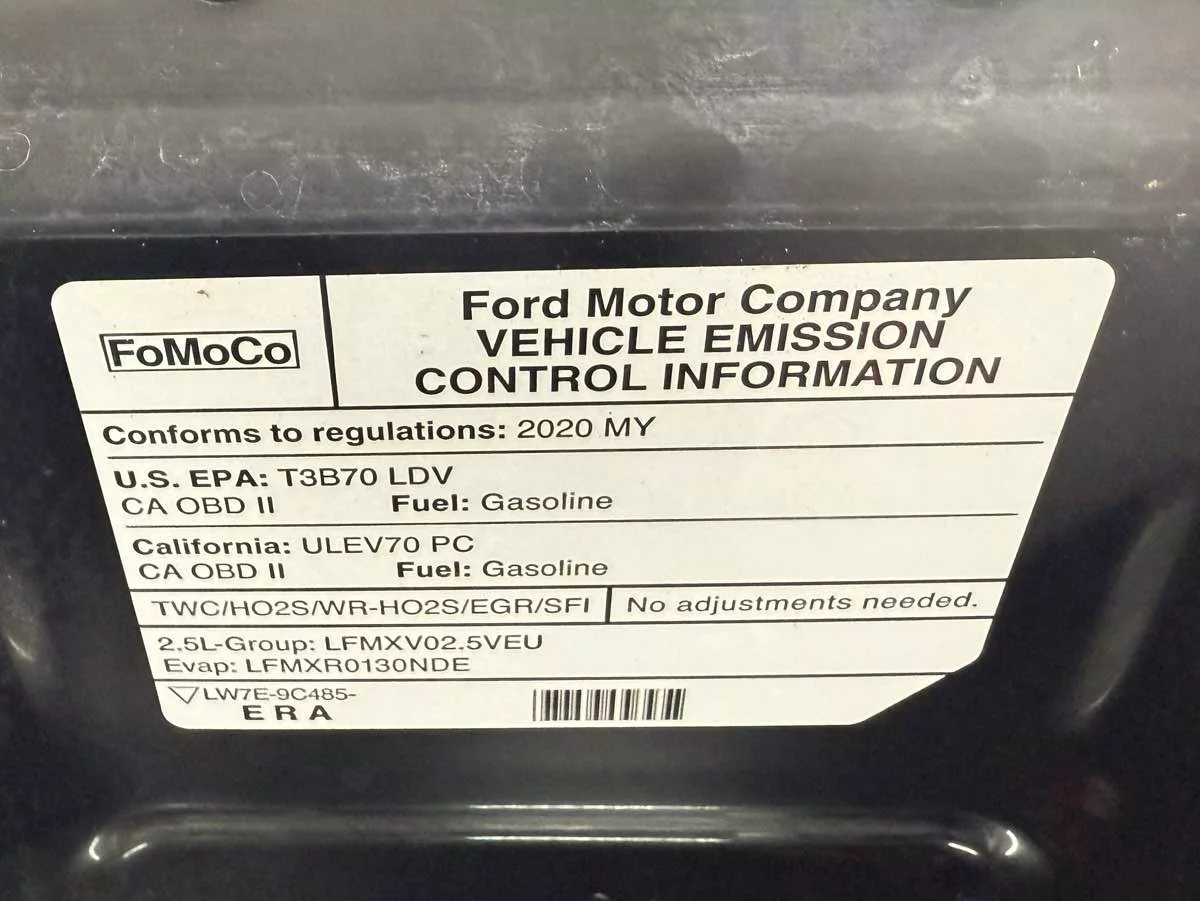 FoMoCo
Ford Motor Company
VEHICLE EMISSION
CONTROL INFORMATION
Conforms to regulations: 2020 MY
U.S. EPA: T3B70 LDV
CA OBD II Fuel: Gasoline
California: ULEV70 PC
CA OBD II Fuel: Gasoline
TWC/HO2S/WR-HO2S/EGR/SFI No adjustments needed.
2.5L-Group: LFMXV02.5VEU
Evap: LFMXR0130NDE
LW7E-9C485-
E R A